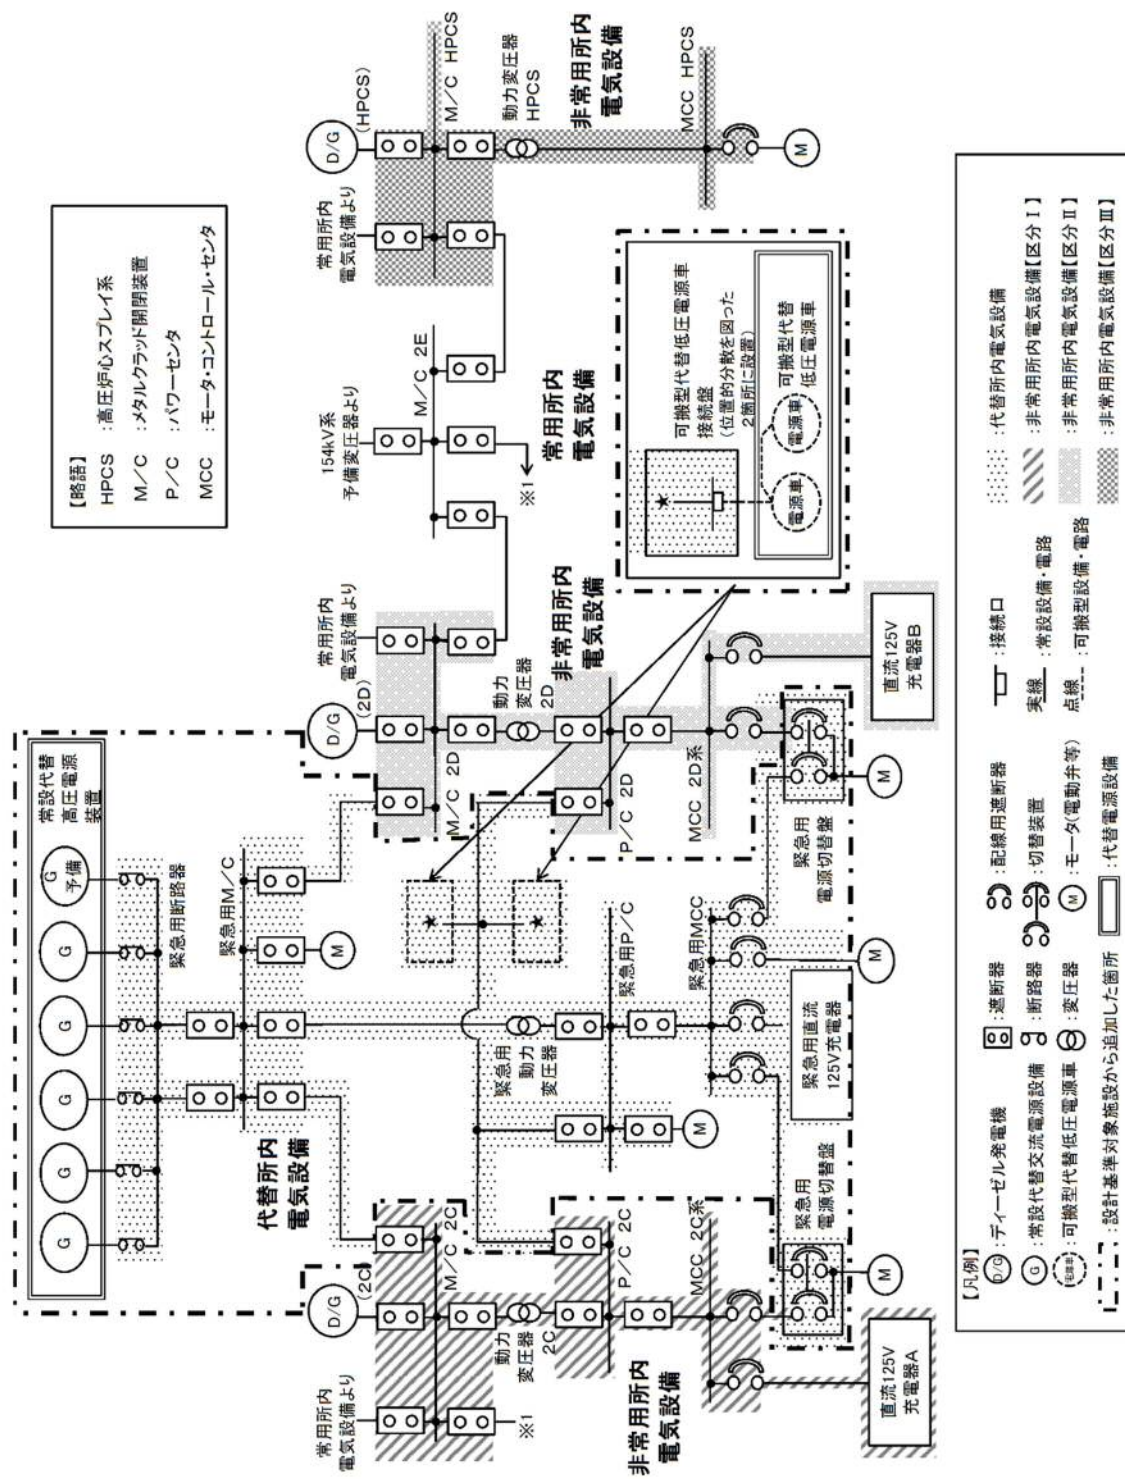 【略語】
HPCS :高圧炉心スプレイ系
M/C :メタルクラッド開閉装置
P/C :パワーセンタ
MCC :モータ・コントロール・センタ
常設代替
高圧電源
装置
G
G
G
G
G
G
予備
緊急用断路器
緊急用M/C
M
代替所内
電気設備
緊急用
動力
変圧器
緊急用P/C
M
緊急用MCC
緊急用直流
125V充電器
M
常用所内
電気設備より
D/G
(2C)
M/C 2C
※1
動力
変圧器
2C
P/C 2C
非常用所内
電気設備
MCC 2C系
緊急用
電源切替盤
直流125V
充電器A
M
D/G
(2D)
常用所内
電気設備より
M/C 2D
動力
変圧器
2D
非常用所内
電気設備
P/C 2D
MCC 2D系
緊急用
電源切替盤
M
直流125V
充電器B
★
★
154kV系
予備変圧器より
M/C 2E
※1
常用所内
電気設備
常用所内
電気設備より
D/G
(HPCS)
M/C HPCS
動力変圧器
HPCS
非常用所内
電気設備
MCC HPCS
M
可搬型代替低圧電源車
接続盤
(位置的分散を図った
2箇所に設置)
★
電源車
電源車
可搬型代替
低圧電源車
【凡例】
D/G :ディーゼル発電機
G :常設代替交流電源設備
電源車 :可搬型代替低圧電源車
:設計基準対象施設から追加した箇所
:遮断器
:断路器
:変圧器
:代替電源設備
:配線用遮断器
:切替装置
M :モータ(電動弁等)
:接続口
実線 :常設設備・電路
点線 :可搬型設備・電路
:代替所内電気設備
:非常用所内電気設備【区分Ⅰ】
:非常用所内電気設備【区分Ⅱ】
:非常用所内電気設備【区分Ⅲ】